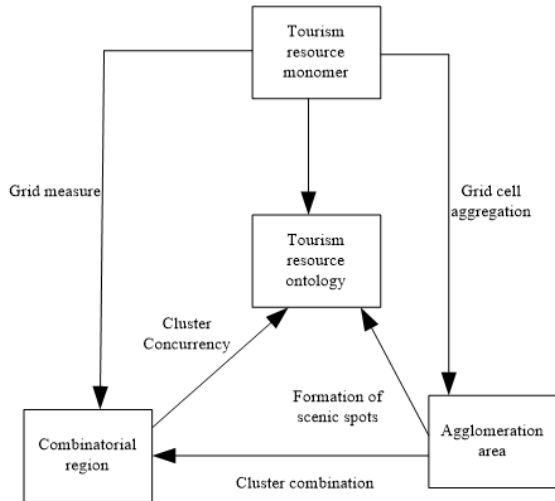 Tourism
resource
monomer
Grid measure
Grid cell
aggregation
Tourism
resource
ontology
Cluster
Concurrency
Formation of
scenic spots
Combinatorial
region
Agglomeration
area
Cluster combination